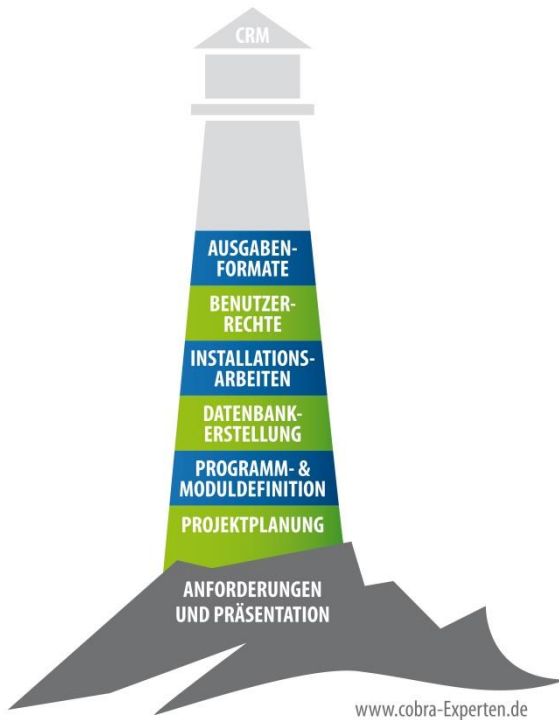 CRM
AUSGABEN-
FORMATE
BENUTZER-
RECHTE
INSTALLATIONS-
ARBEITEN
DATENBANK-
ERSTELLUNG
PROGRAMM- &
MODULDEFINITION
PROJEKTPLANUNG
ANFORDERUNGEN
UND PRÄSENTATION
www.cobra-Experten.de